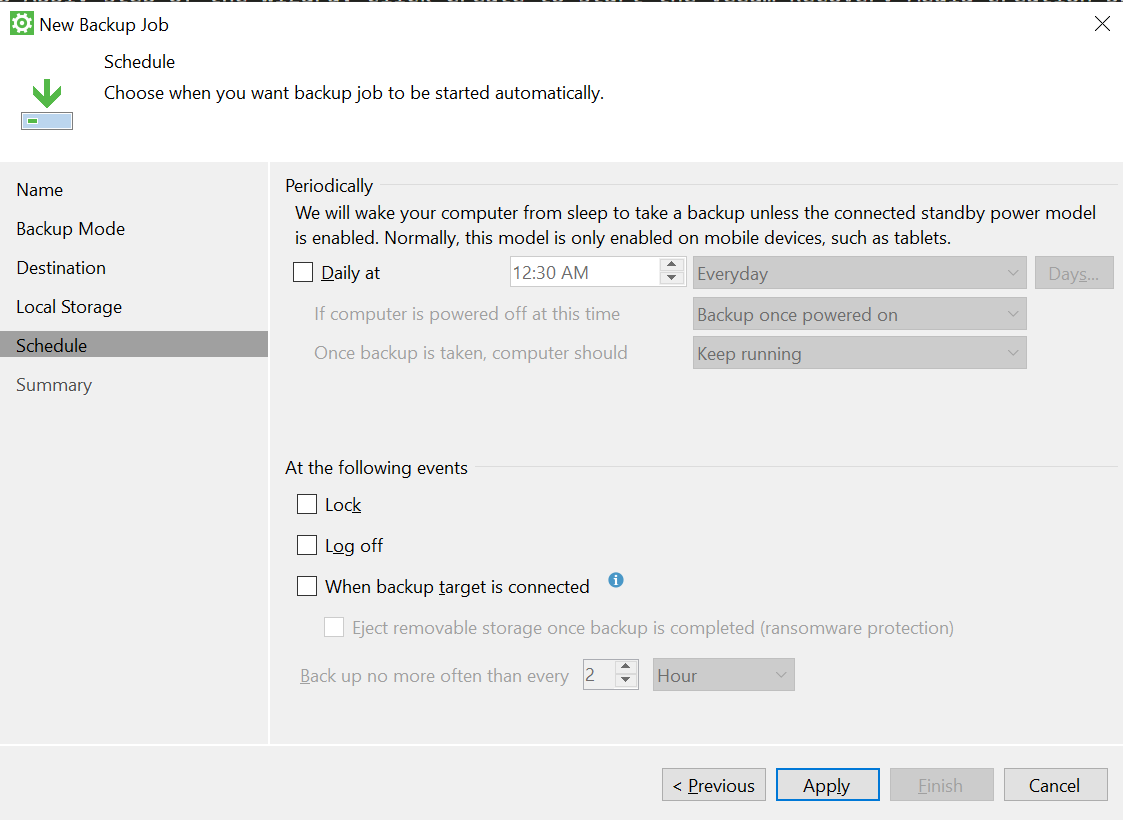 New Backup Job
Schedule
Choose when you want backup job to be started automatically.
Name
Backup Mode
Destination
Local Storage
Schedule
Summary
Periodically
We will wake your computer from sleep to take a backup unless the connected standby power model
is enabled. Normally, this model is only enabled on mobile devices, such as tablets.
Daily at 12:30 AM Everyday Days...
If computer is powered off at this time Backup once powered on
Once backup is taken, computer should Keep running
At the following events
Lock
Log off
When backup target is connected
Eject removable storage once backup is completed (ransomware protection)
Back up no more often than every 2 Hour
< Previous Apply Finish Cancel